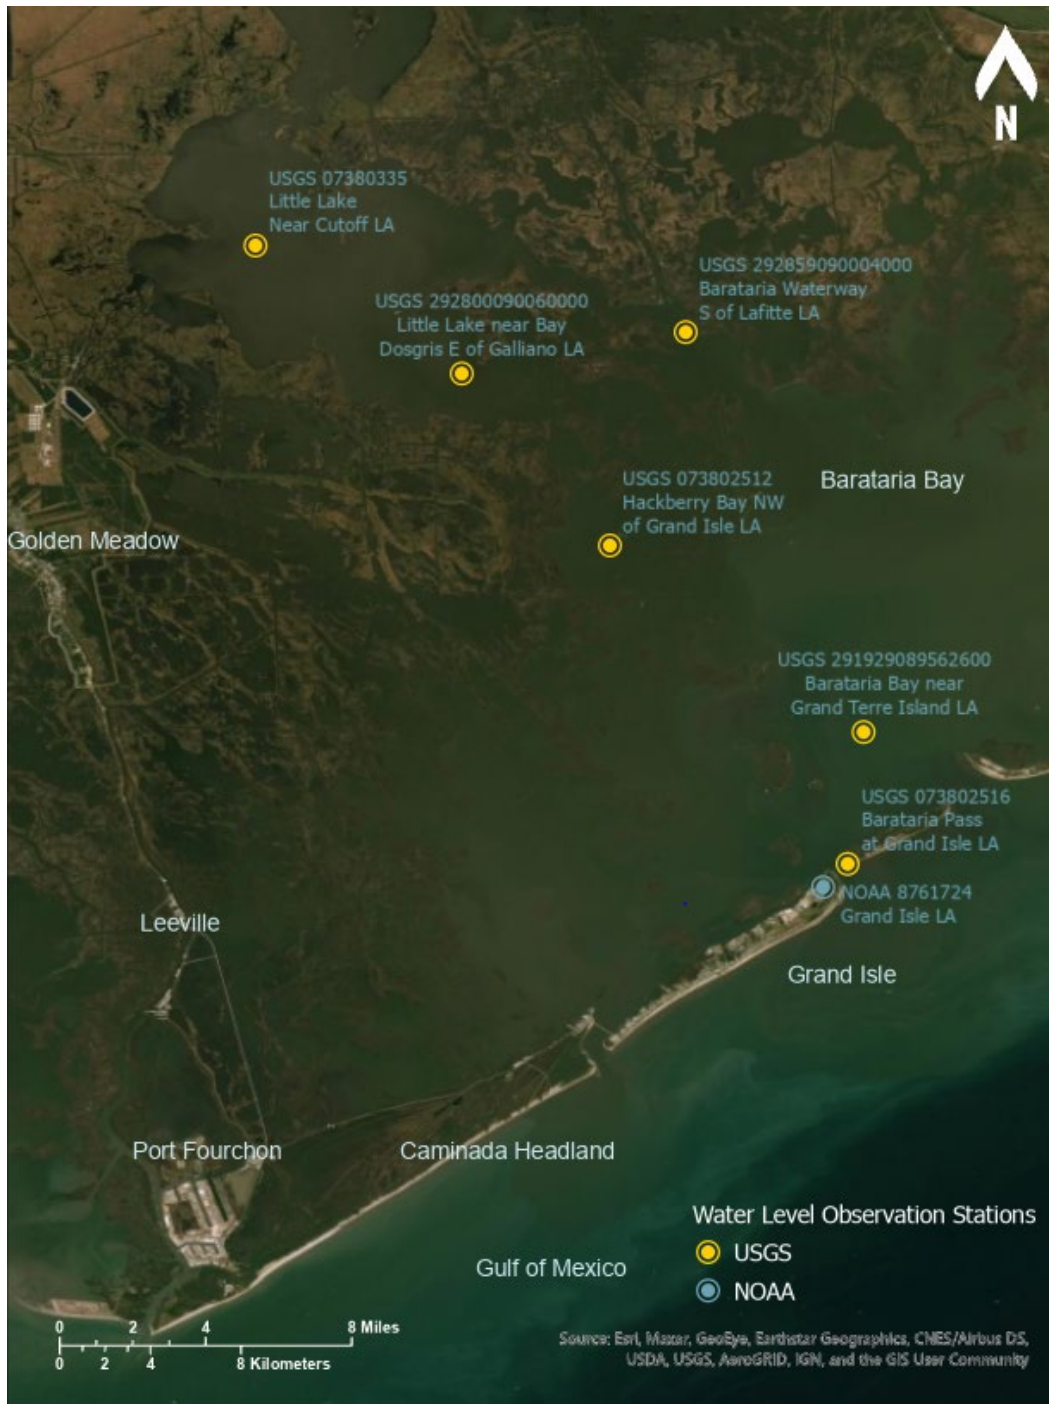 N
USGS 07380335
Little Lake
Near Cutoff LA
USGS 292859090004000
Barataria Waterway
S of Lafitte LA
USGS 292800090060000
Little Lake near Bay
Dosgris E of Galliano LA
USGS 073802512
Hackberry Bay NW
of Grand Isle LA
Barataria Bay
Golden Meadow
USGS 291929089562600
Barataria Bay near
Grand Terre Island LA
USGS 073802516
Barataria Pass
at Grand Isle LA
NOAA 8761724
Grand Isle LA
Leeville
Grand Isle
Port Fourchon
Caminada Headland
Gulf of Mexico
Water Level Observation Stations
USGS
NOAA
0 2 4 8 Miles
0 2 4 8 Kilometers
Source: Esri, Maxar, GeoEye, Earthstar Geographics, CNES/Airbus DS,
USDA, USGS, AeroGRID, IGN, and the GIS User Community